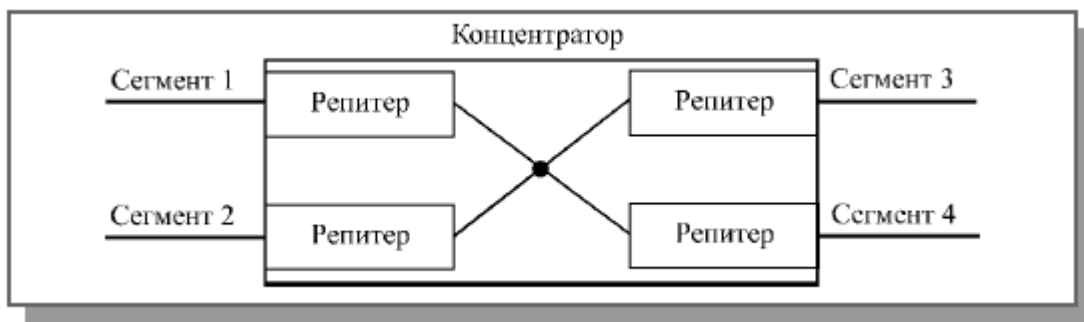 Концентратор
Сегмент 1
Репитер
Репитер
Сегмент 3
Сегмент 2
Репитер
Репитер
Сегмент 4